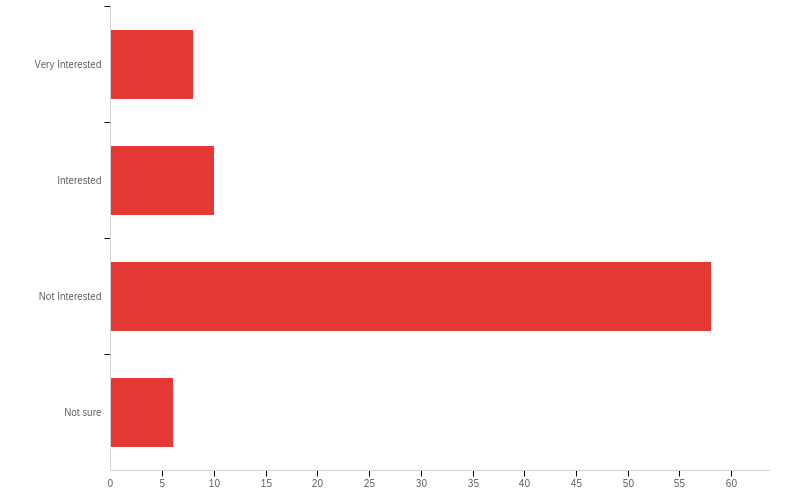 Very Interested
Interested
Not Interested
Not sure
0 5 10 15 20 25 30 35 40 45 50 55 60